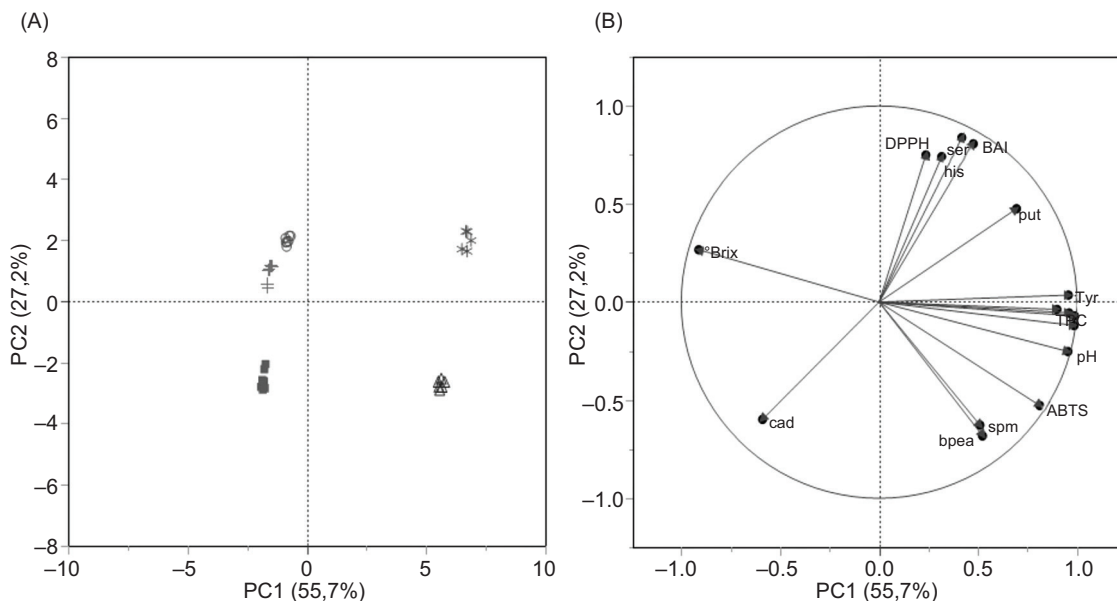 (A)
8
6
4
2
0
–2
–4
–6
–8
PC2 (27,2%)
–10
–5
0
5
10
PC1 (55,7%)
(B)
1.0
0.5
0.0
–0.5
–1.0
PC2 (27,2%)
DPPH
ser
BAI
his
put
°Brix
Tyr
pH
ABTS
cad
spm
bpea
–1.0
–0.5
0.0
0.5
1.0
PC1 (55,7%)